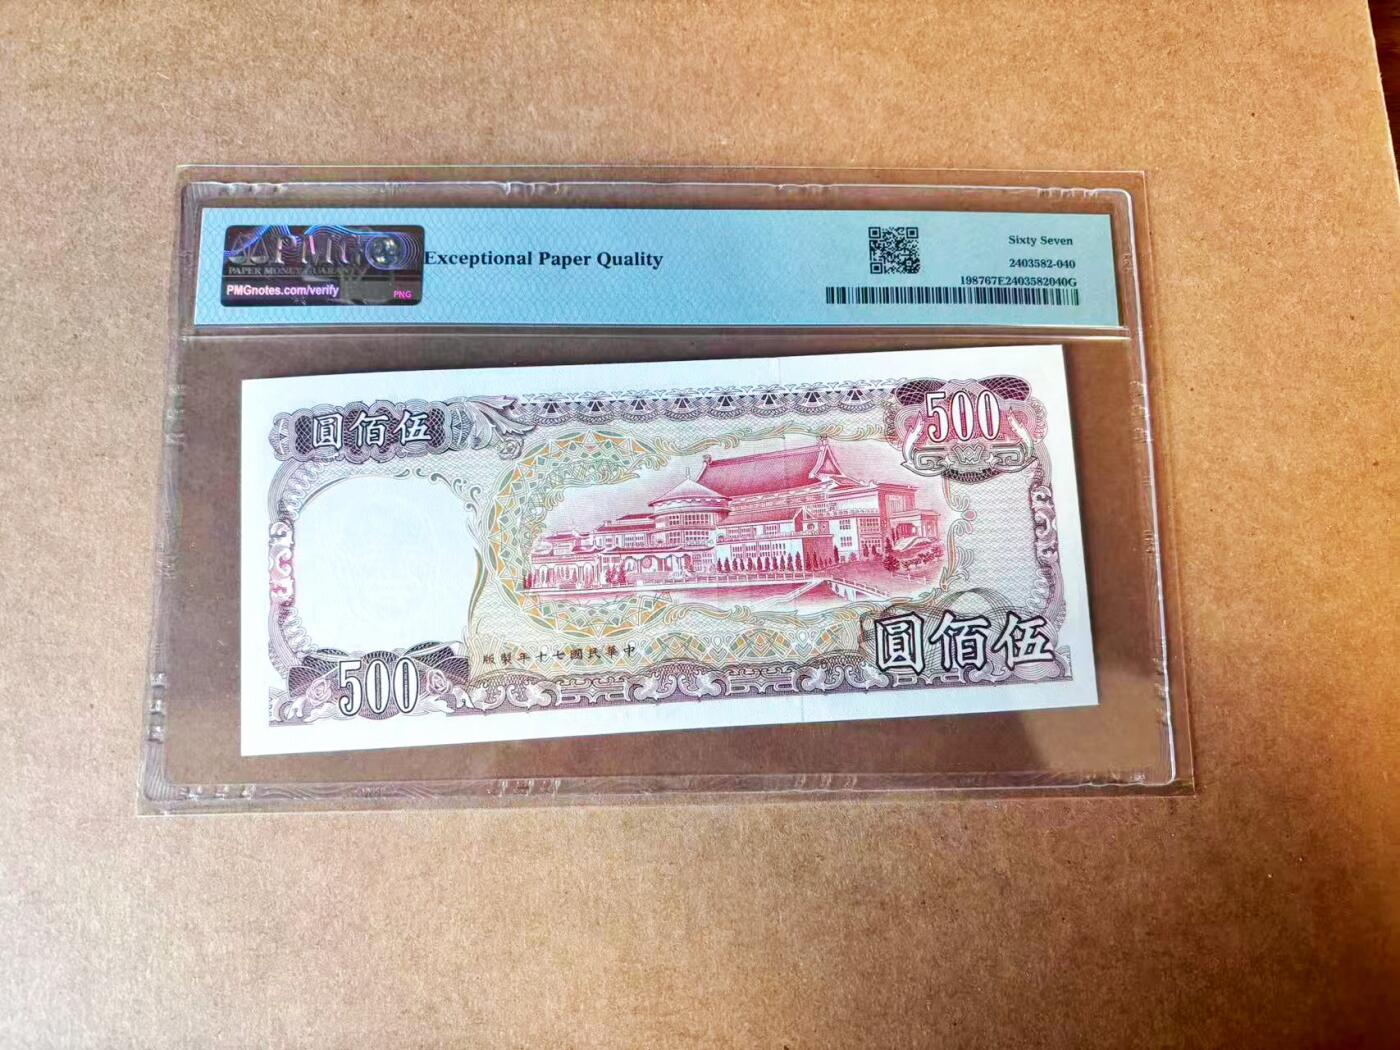 PMG
PAPER MONEY GUARANTY
PMGnotes.com/verify
PNG
Exceptional Paper Quality
Sixty Seven
2403582-040
198767E2403582040G
圓佰伍
500
500
版製年十七國民華中
圓佰伍